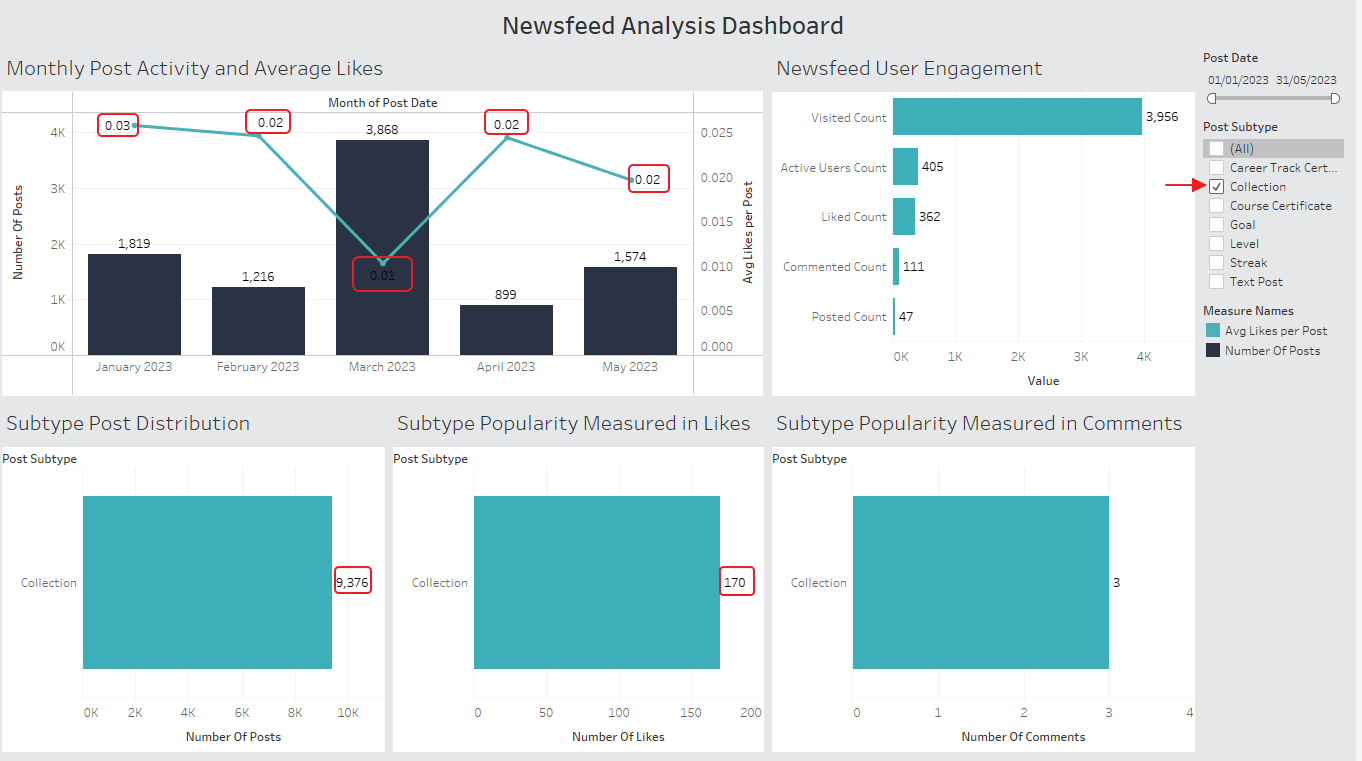 Newsfeed Analysis Dashboard
Monthly Post Activity and Average Likes
Month of Post Date
Number Of Posts
4K
3K
2K
1K
0K
0.03
0.02
0.01
0.02
0.02
1,819
1,216
3,868
899
1,574
January 2023
February 2023
March 2023
April 2023
May 2023
0.025
0.020
0.015
0.010
0.005
0.000
Avg Likes per Post
Newsfeed User Engagement
Visited Count 3,956
Active Users Count 405
Liked Count 362
Commented Count 111
Posted Count 47
0K 1K 2K 3K 4K
Value
Post Date
01/01/2023 31/05/2023
Post Subtype
(All)
Career Track Cert...
Collection
Course Certificate
Goal
Level
Streak
Text Post
Measure Names
Avg Likes per Post
Number Of Posts
Subtype Post Distribution
Post Subtype
Collection 9,376
0K 2K 4K 6K 8K 10K
Number Of Posts
Subtype Popularity Measured in Likes
Post Subtype
Collection 170
0 50 100 150 200
Number Of Likes
Subtype Popularity Measured in Comments
Post Subtype
Collection 3
0 1 2 3 4
Number Of Comments